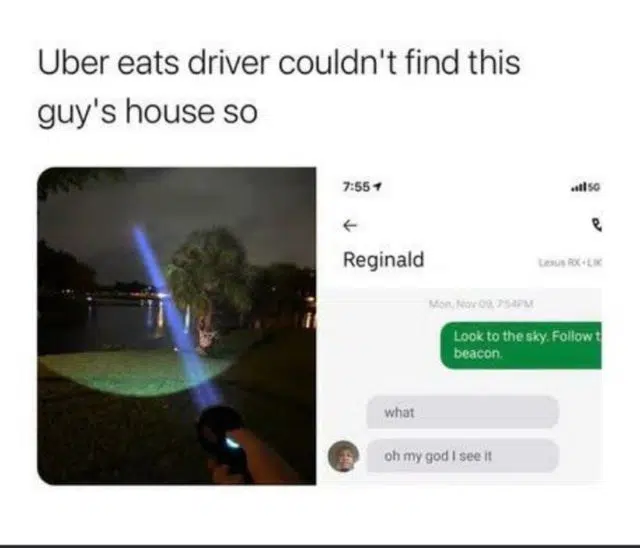 Uber eats driver couldn't find this
guy's house so
7:55
5G
Reginald
Lexus RX
Mon, Nov 09, 7:54PM
Look to the sky. Follow t
beacon.
what
oh my god I see it